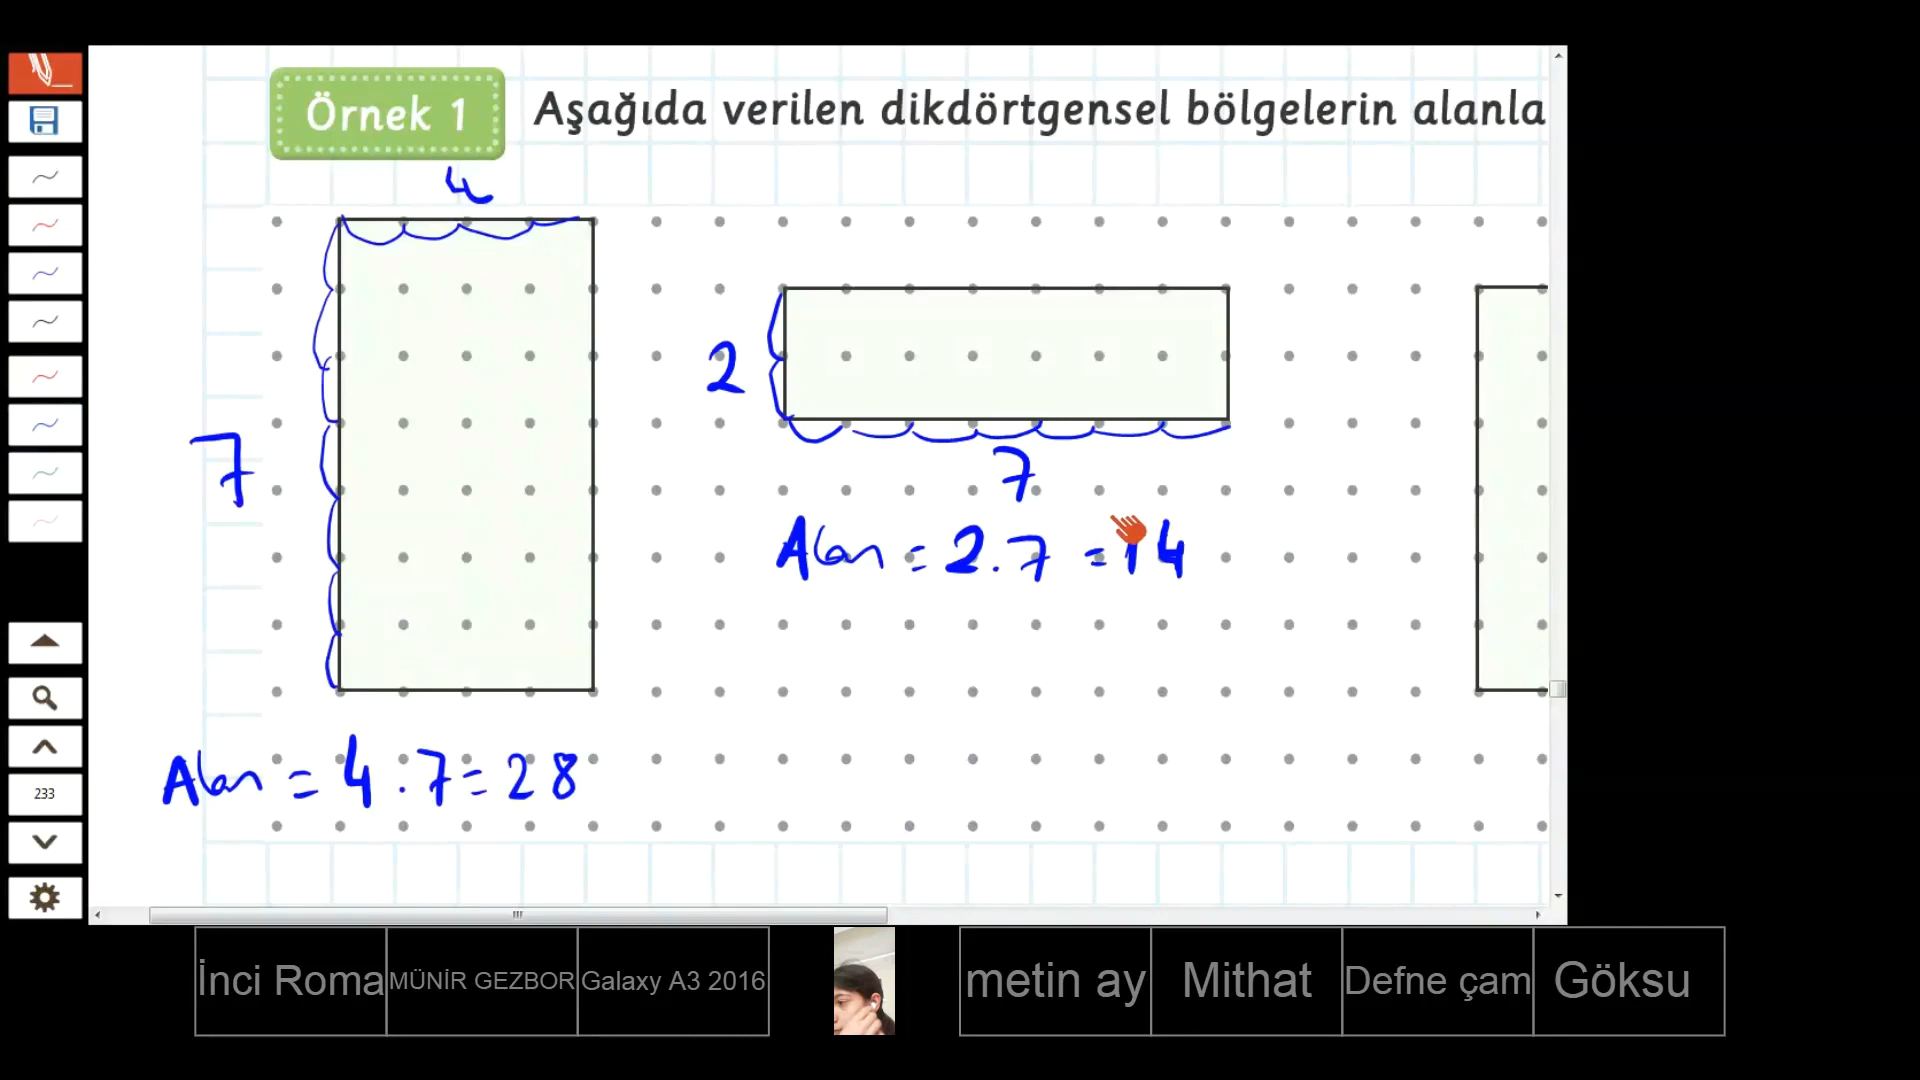 Örnek 1 Aşağıda verilen dikdörtgensel bölgelerin alanla
4
2
7
7
Alan = 2.7 = 14
Alan = 4.7 = 28
233
İnci Roma MÜNİR GEZBOR Galaxy A3 2016 metin ay Mithat Defne çam Göksu